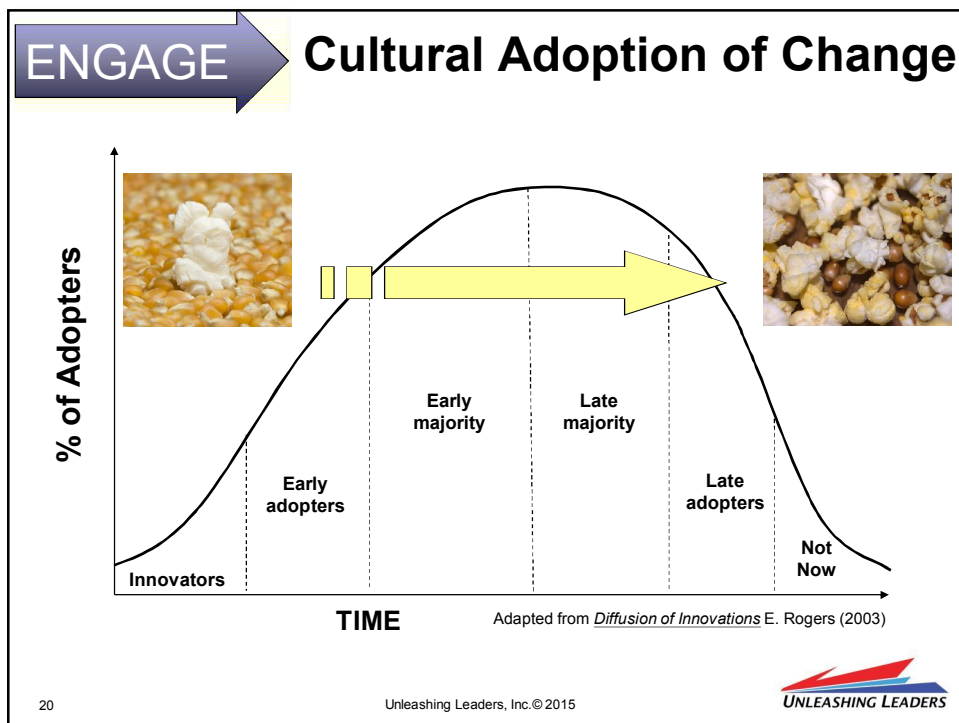 ENGAGE
Cultural Adoption of Change
% of Adopters
Early
majority
Late
majority
Early
adopters
Late
adopters
Not
Now
Innovators
TIME
Adapted from Diffusion of Innovations E. Rogers (2003)
20
Unleashing Leaders, Inc.© 2015
UNLEASHING LEADERS